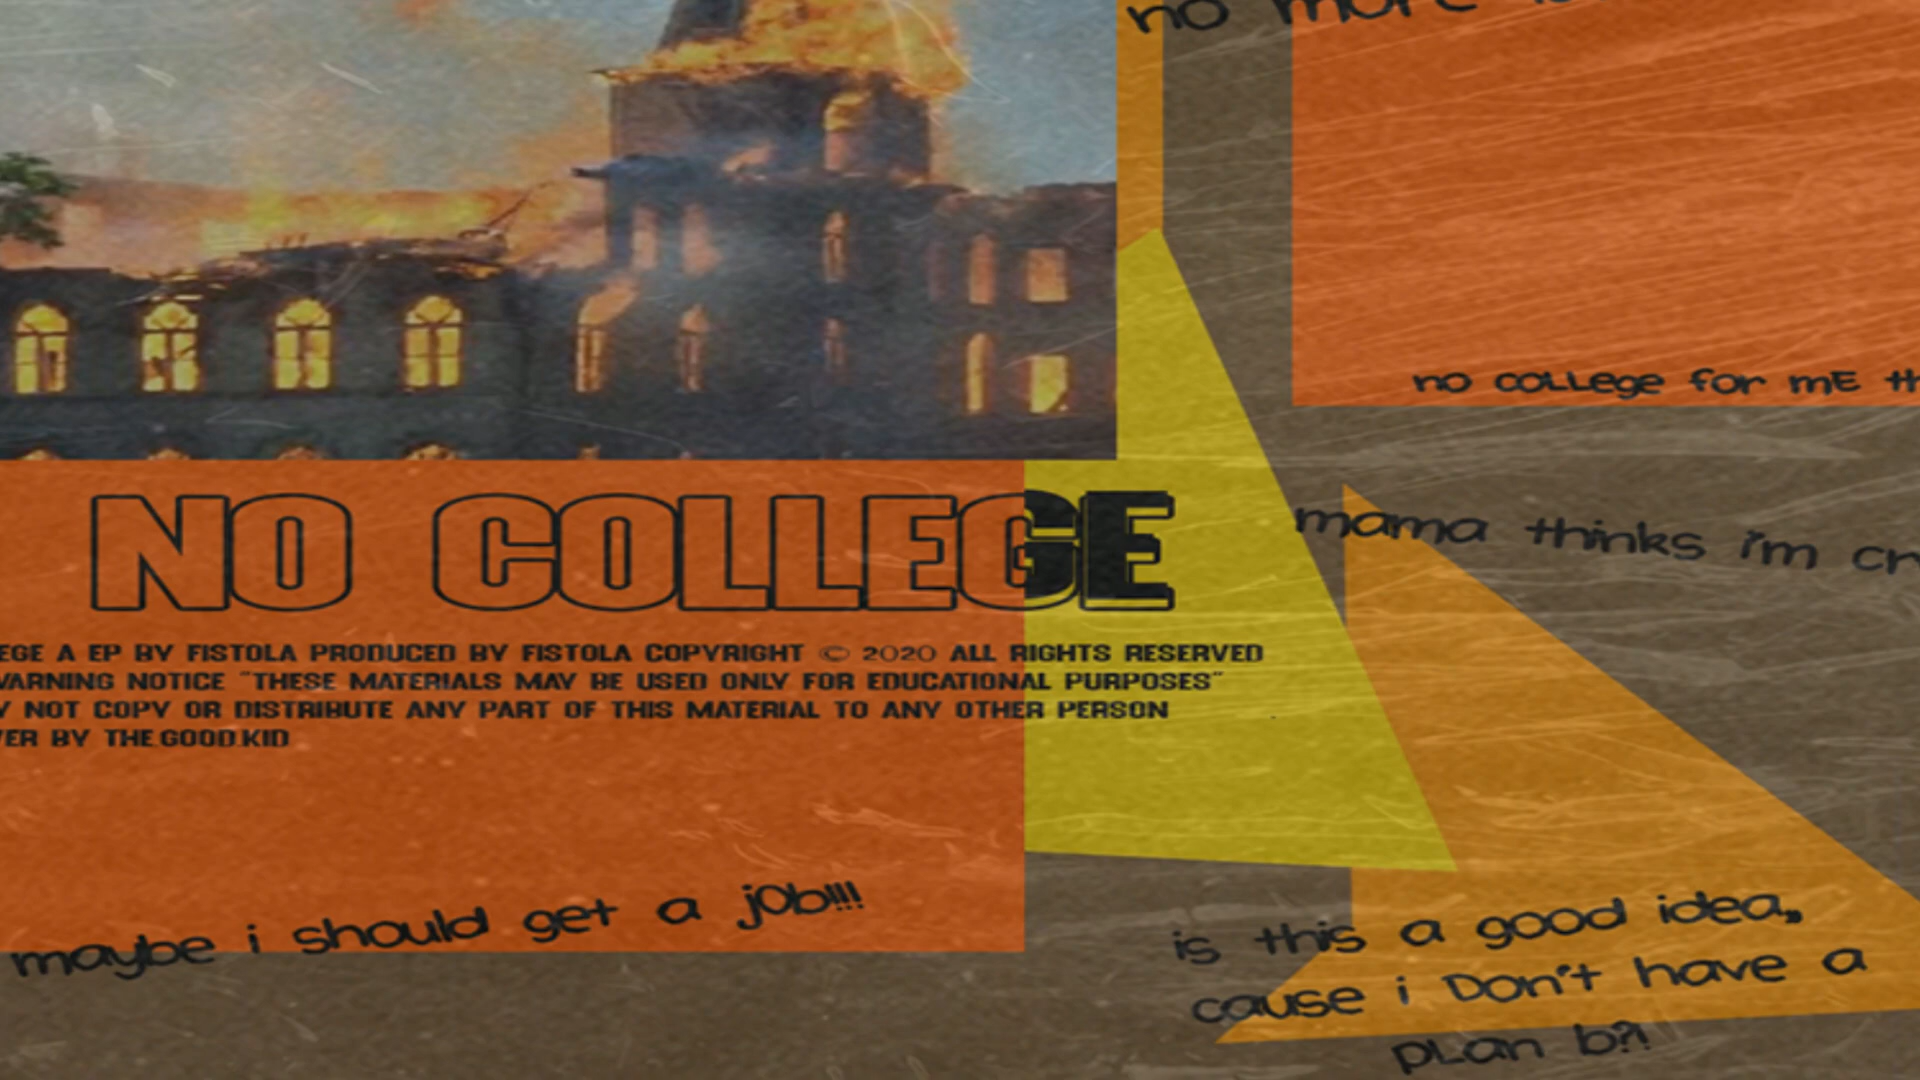 no more
no coLLege for mE
NO COLLEGE
mama thinks i'm
EGE A EP BY FISTOLA PRODUCED BY FISTOLA COPYRIGHT © 2020 ALL RIGHTS RESERVED
WARNING NOTICE "THESE MATERIALS MAY BE USED ONLY FOR EDUCATIONAL PURPOSES"
Y NOT COPY OR DISTRIBUTE ANY PART OF THIS MATERIAL TO ANY OTHER PERSON
VER BY THE.GOOD.KID
maybe i should get a jOb!!!
is this a good idea,,
cause i Don't have a
pLan b?!